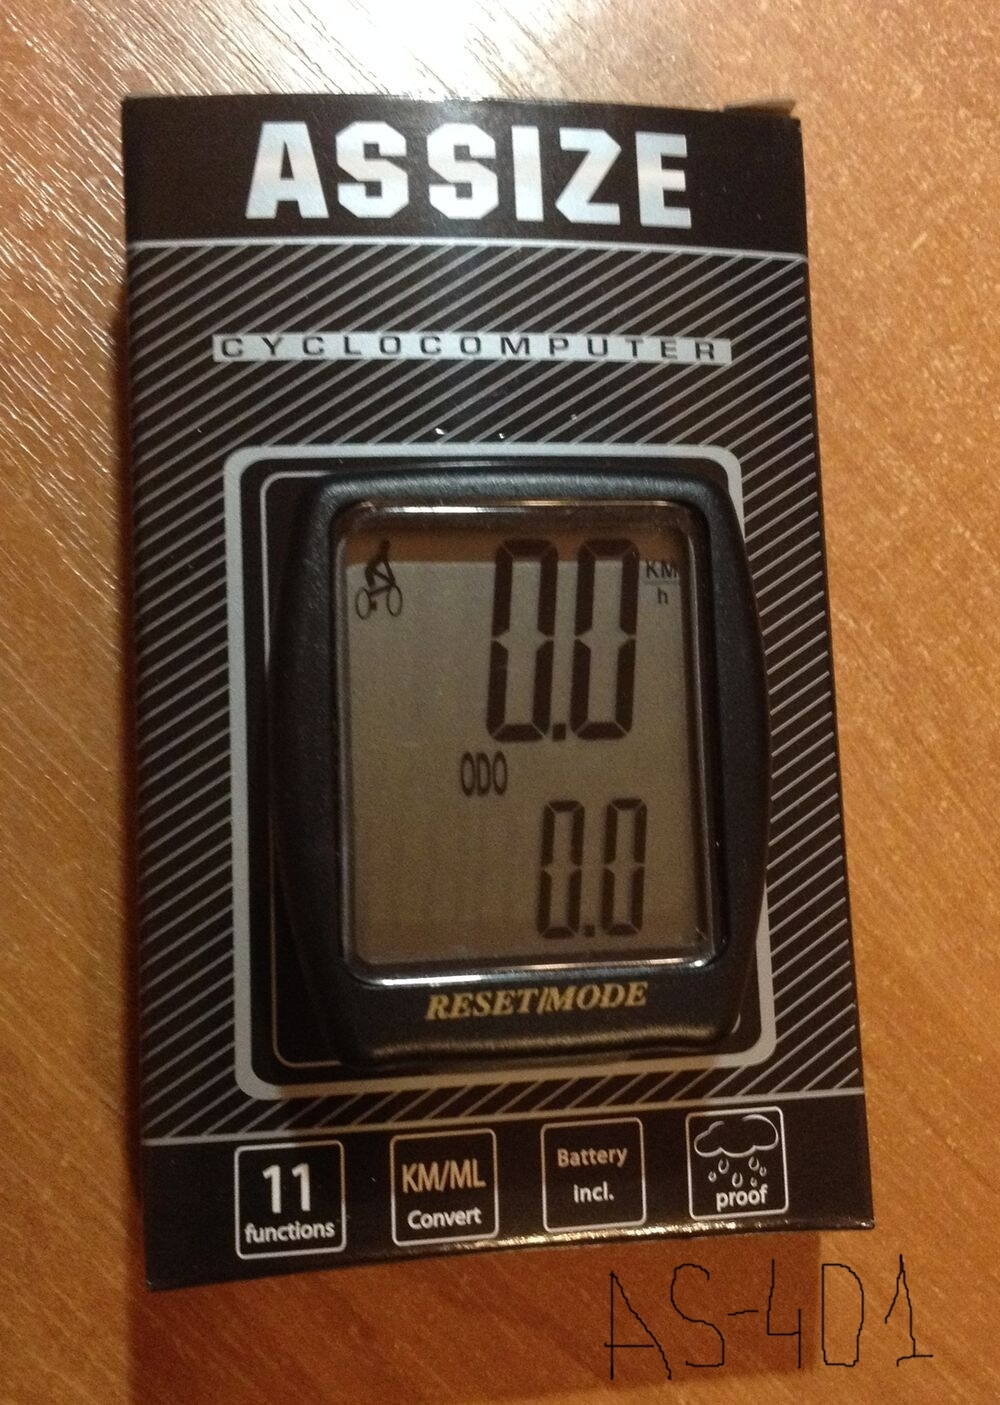 ASSIZE
CYCLOCOMPUTER
0.0 KM
h
ODO
0.0
RESET/MODE
11
functions
KM/ML
Convert
Battery
incl.
proof
AS-401